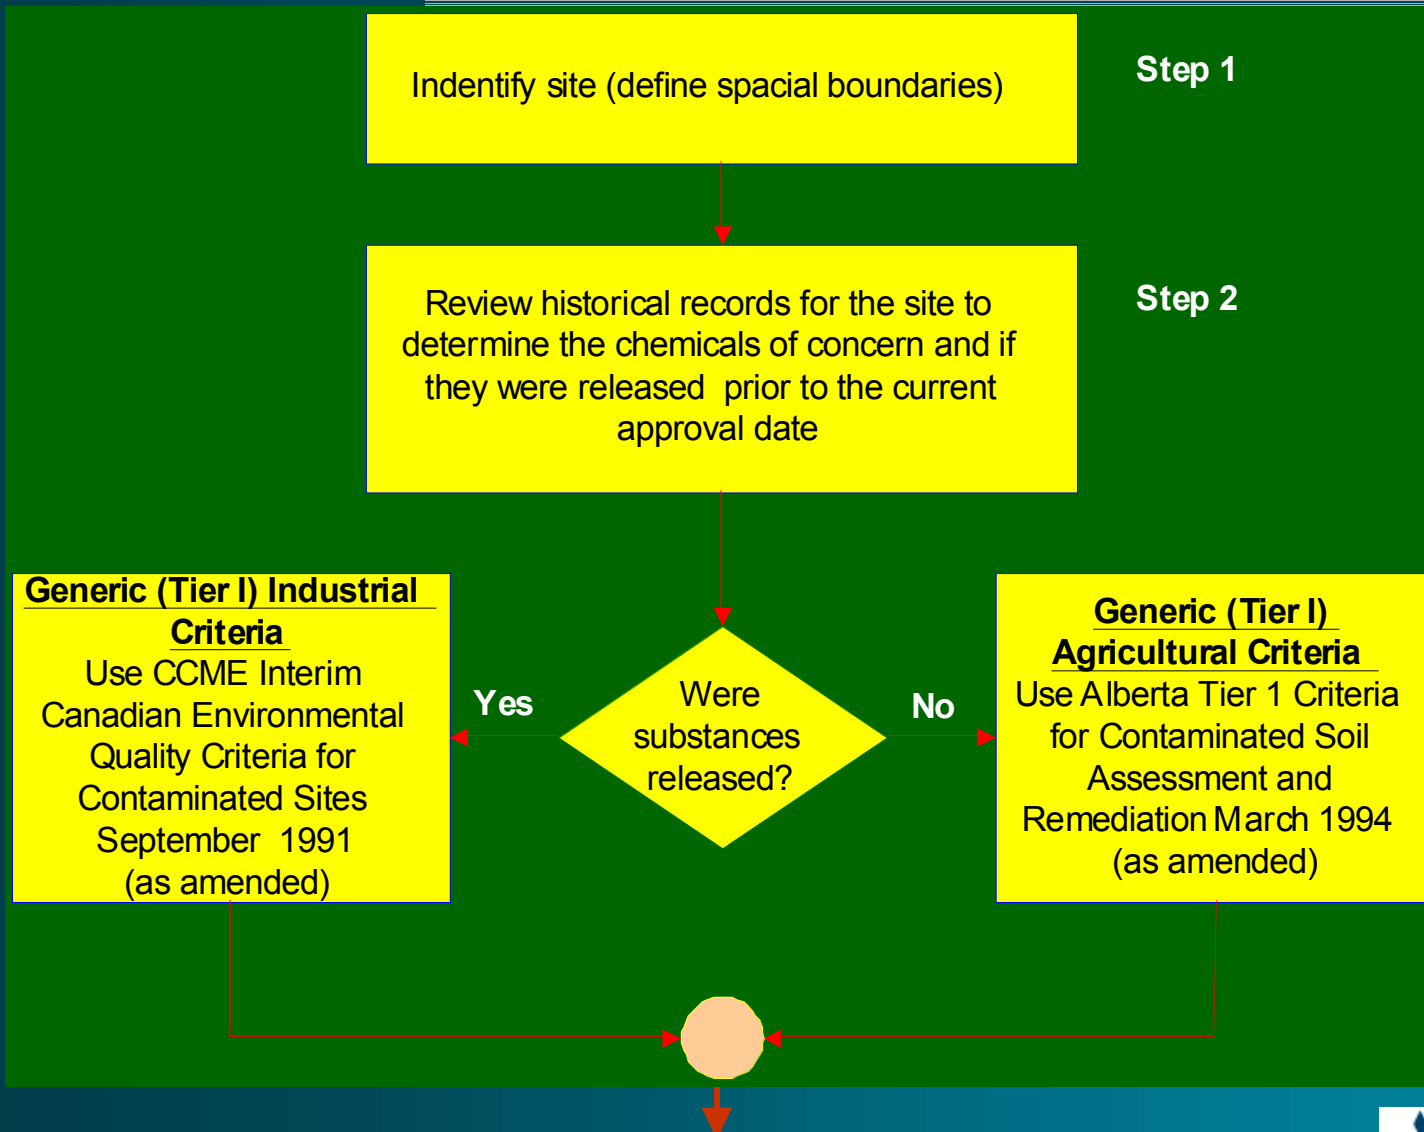 Indentify site (define spacial boundaries)
Step 1
Review historical records for the site to
determine the chemicals of concern and if
they were released prior to the current
approval date
Step 2
Generic (Tier I) Industrial
Criteria
Use CCME Interim
Canadian Environmental
Quality Criteria for
Contaminated Sites
September 1991
(as amended)
Yes
Were
substances
released?
No
Generic (Tier I)
Agricultural Criteria
Use Alberta Tier 1 Criteria
for Contaminated Soil
Assessment and
Remediation March 1994
(as amended)